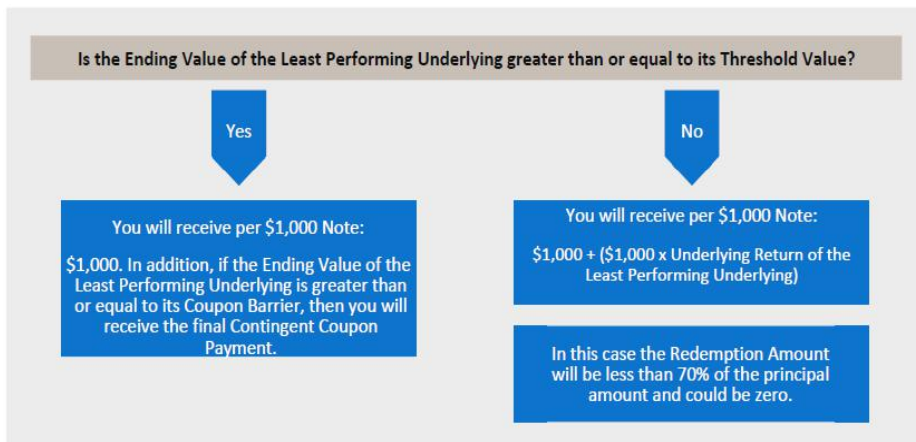 Is the Ending Value of the Least Performing Underlying greater than or equal to its Threshold Value?
Yes
No
You will receive per $1,000 Note:
$1,000. In addition, if the Ending Value of the
Least Performing Underlying is greater than
or equal to its Coupon Barrier, then you will
receive the final Contingent Coupon
Payment.
You will receive per $1,000 Note:
$1,000 + ($1,000 x Underlying Return of the
Least Performing Underlying)
In this case the Redemption Amount
will be less than 70% of the principal
amount and could be zero.